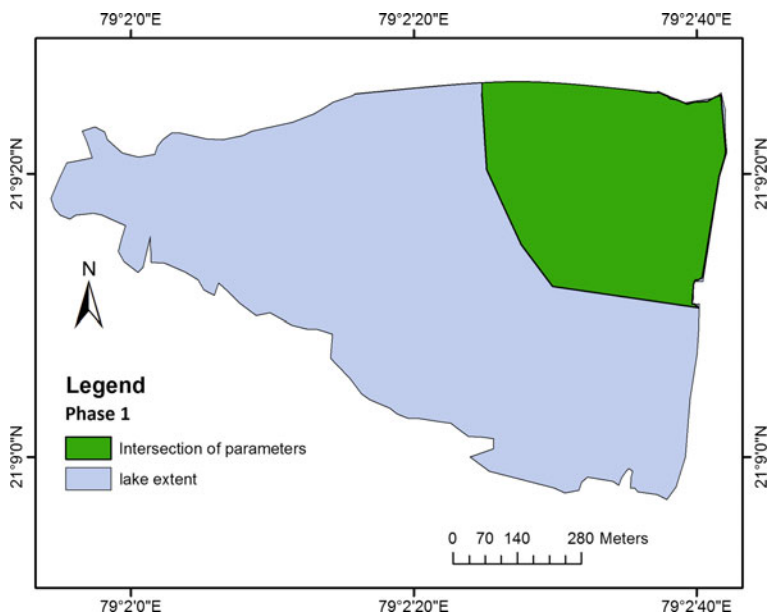 79°2'0"E 79°2'20"E 79°2'40"E
21°9'20"N 21°9'20"N
N
Legend
Phase 1
Intersection of parameters
lake extent
21°9'0"N 21°9'0"N
0 70 140 280 Meters
79°2'0"E 79°2'20"E 79°2'40"E